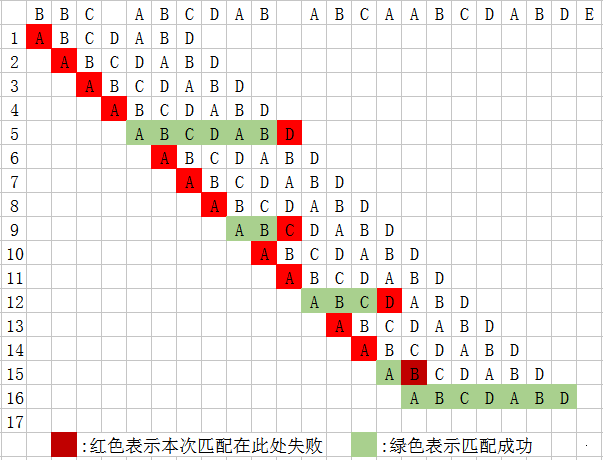 B B C A B C D A B A B C A A B C D A B D E
1 A B C D A B D
2 A B C D A B D
3 A B C D A B D
4 A B C D A B D
5 A B C D A B D
6 A B C D A B D
7 A B C D A B D
8 A B C D A B D
9 A B C D A B D
10 A B C D A B D
11 A B C D A B D
12 A B C D A B D
13 A B C D A B D
14 A B C D A B D
15 A B C D A B D
16 A B C D A B D
17
:红色表示本次匹配在此处失败 :绿色表示匹配成功